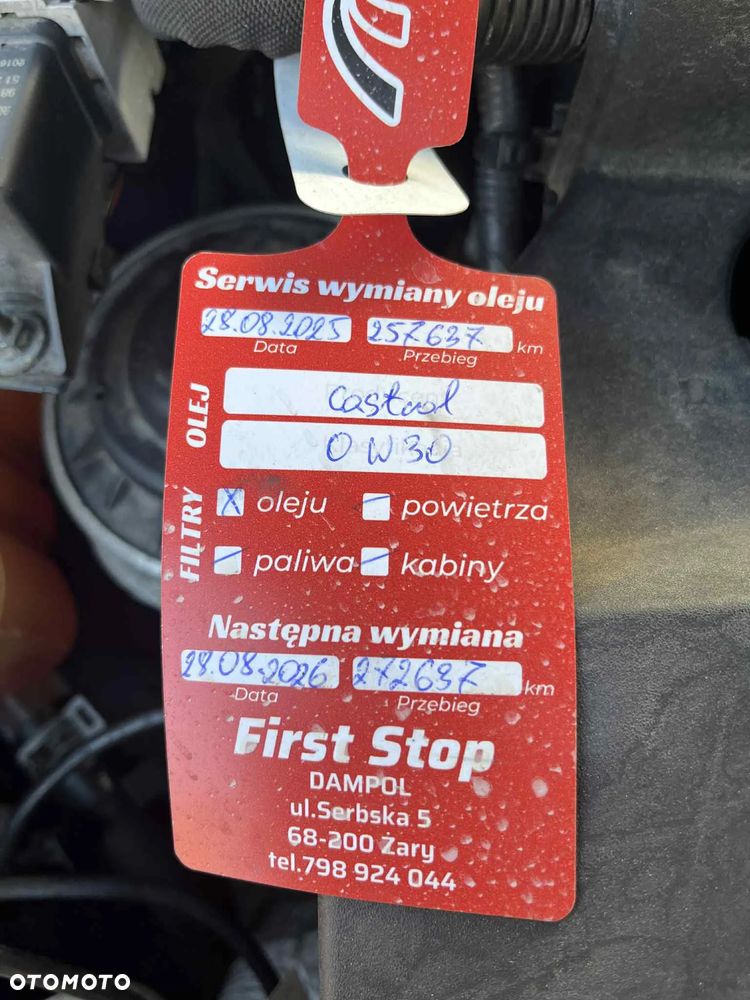 Serwis wymiany oleju
28.08.2025 257637 km
Data Przebieg
OLEJ
Castrol
0W30
FILTRY
X oleju powietrza
paliwa kabiny
Następna wymiana
28.08.2026 272637 km
Data Przebieg
First Stop
DAMPOL
ul.Serbska 5
68-200 Żary
tel.798 924 044
OTOMOTO